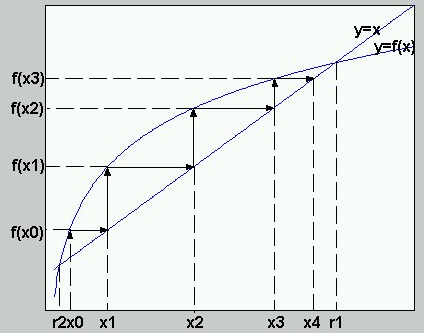 y=x
y=f(x)
f(x3)
f(x2)
f(x1)
f(x0)
r2x0 x1 x2 x3 x4 r1